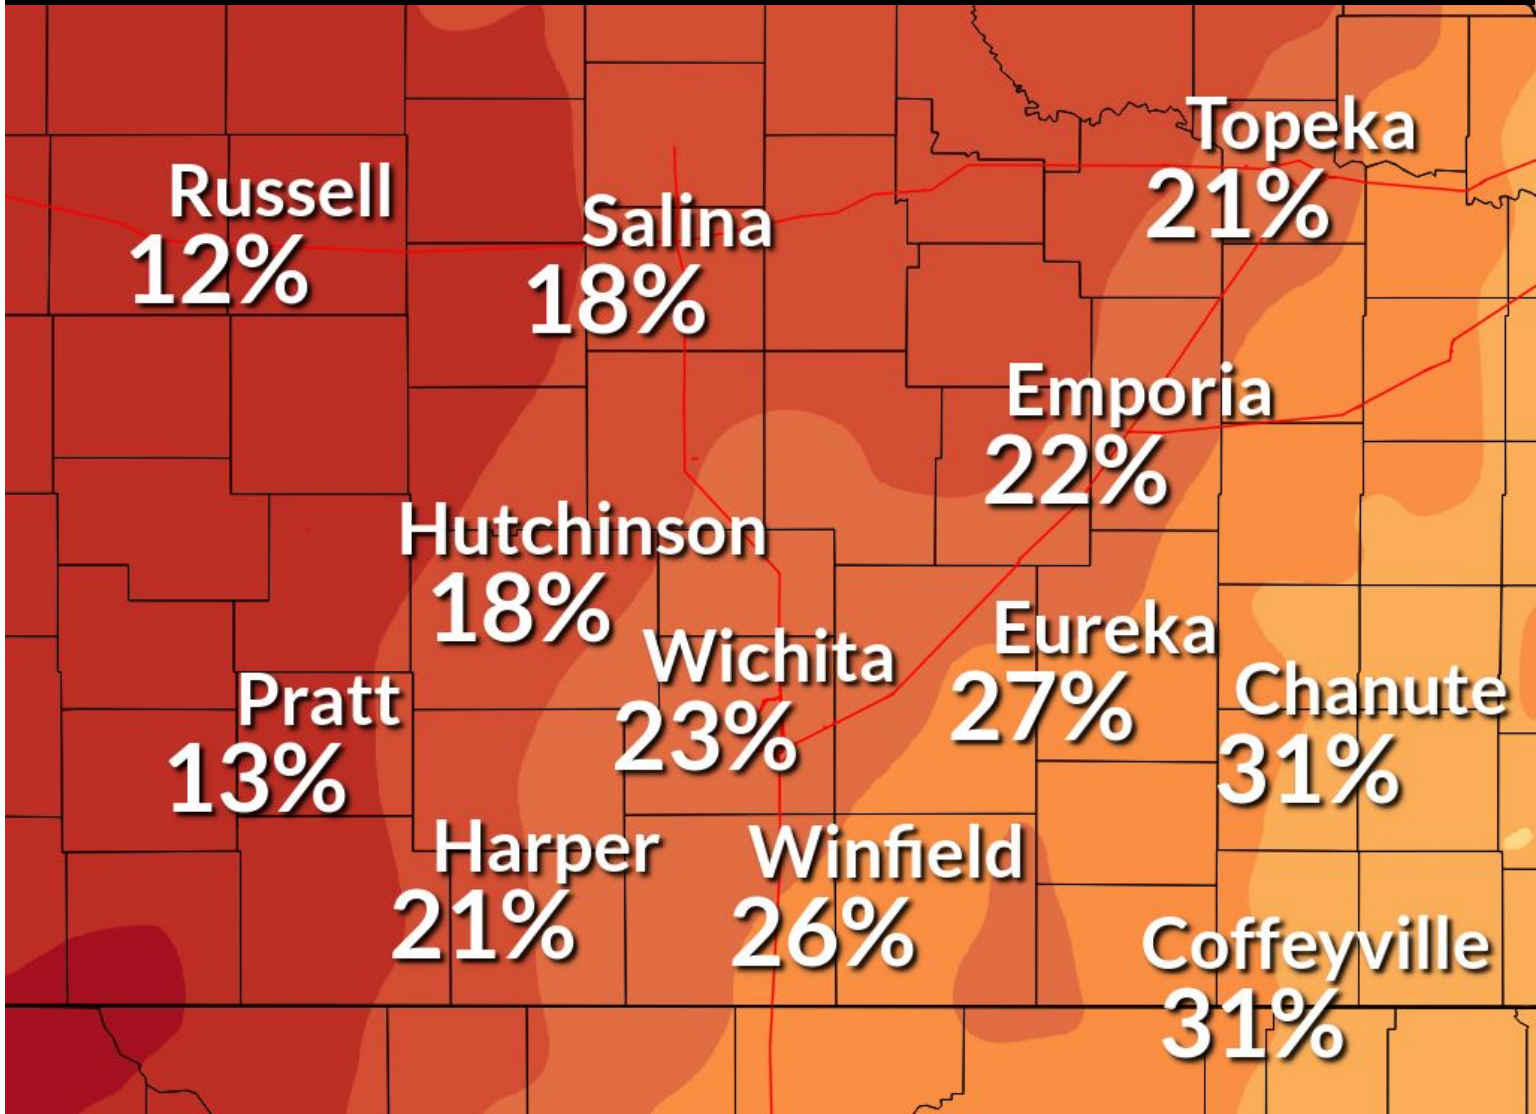 Topeka
21%
Russell
12%
Salina
18%
Emporia
22%
Hutchinson
18%
Eureka
27%
Wichita
23%
Chanute
31%
Pratt
13%
Harper
21%
Winfield
26%
Coffeyville
31%